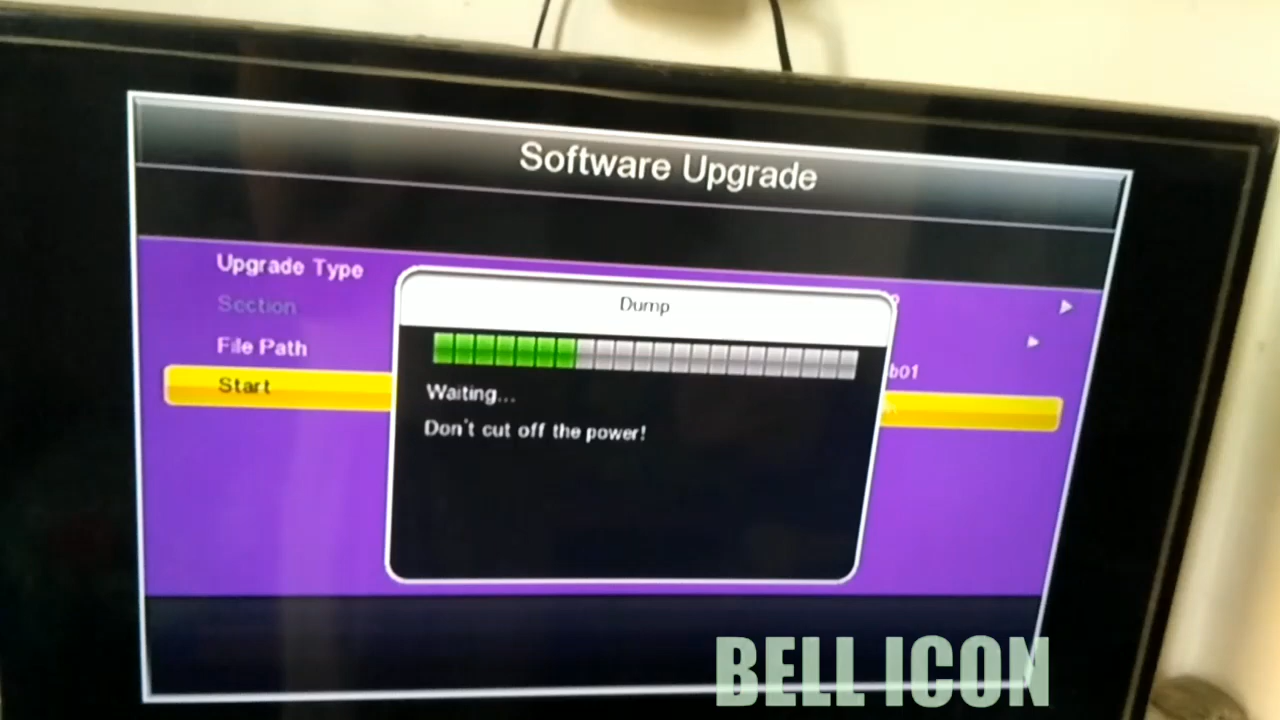 Software Upgrade
Upgrade Type
Section
File Path
b01
Start
Dump
Waiting...
Don't cut off the power!
BELL ICON